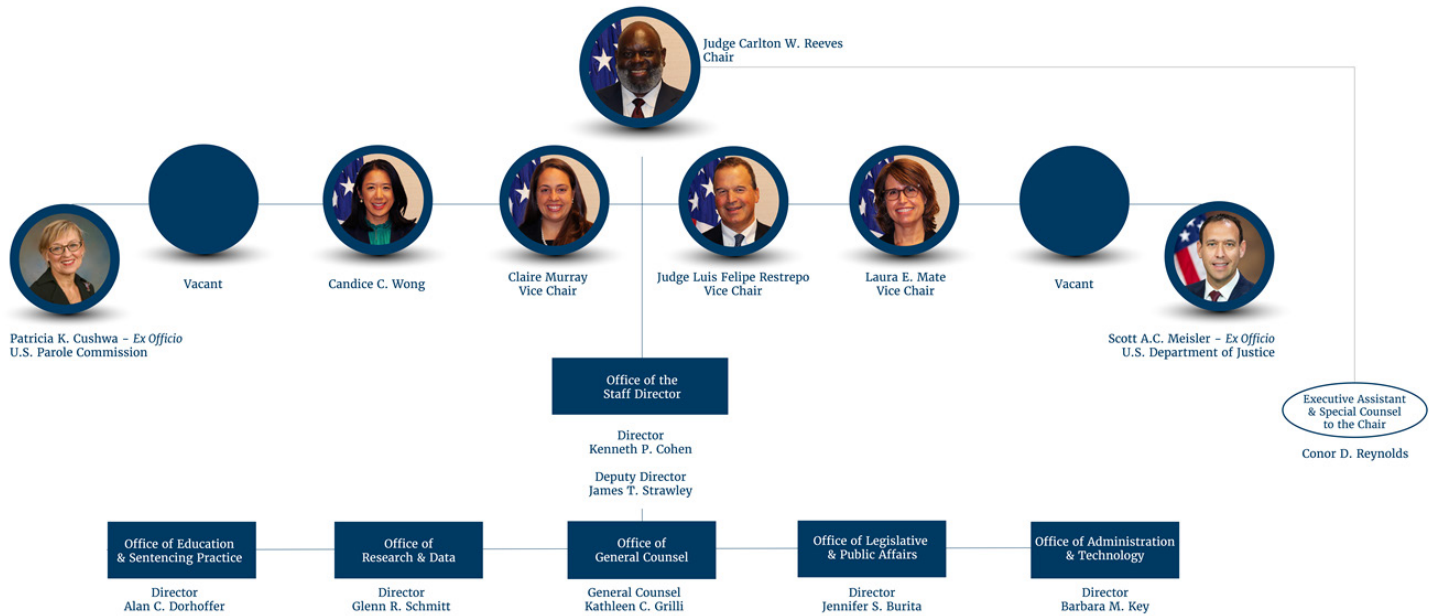 Judge Carlton W. Reeves
Chair
Vacant
Candice C. Wong
Claire Murray
Vice Chair
Judge Luis Felipe Restrepo
Vice Chair
Laura E. Mate
Vice Chair
Vacant
Patricia K. Cushwa – Ex Officio
U.S. Parole Commission
Scott A.C. Meisler – Ex Officio
U.S. Department of Justice
Office of the
Staff Director
Director
Kenneth P. Cohen
Deputy Director
James T. Strawley
Executive Assistant
& Special Counsel
to the Chair
Conor D. Reynolds
Office of Education
& Sentencing Practice
Director
Alan C. Dorhoffer
Office of
Research & Data
Director
Glenn R. Schmitt
Office of
General Counsel
General Counsel
Kathleen C. Grilli
Office of Legislative
& Public Affairs
Director
Jennifer S. Burita
Office of Administration
& Technology
Director
Barbara M. Key